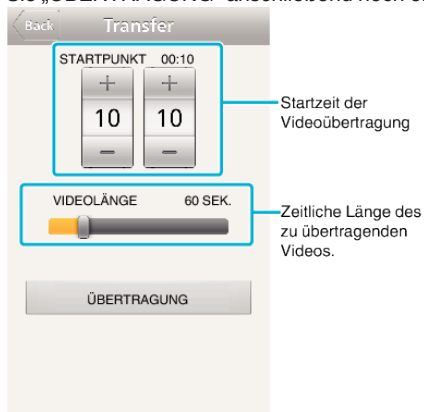 Back Transfer
STARTPUNKT 00:10
+ +
10 10
− −
Startzeit der
Videoübertragung
VIDEOLÄNGE 60 SEK.
Zeitliche Länge des
zu übertragenden
Videos.
ÜBERTRAGUNG